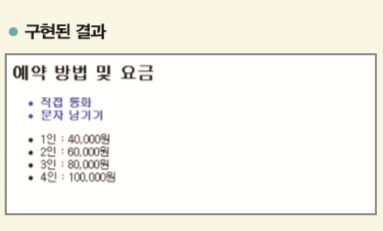 구현된 결과
예약 방법 및 요금
직접 통화
문자 남기기
1인 : 40,000원
2인 : 60,000원
3인 : 80,000원
4인 : 100,000원